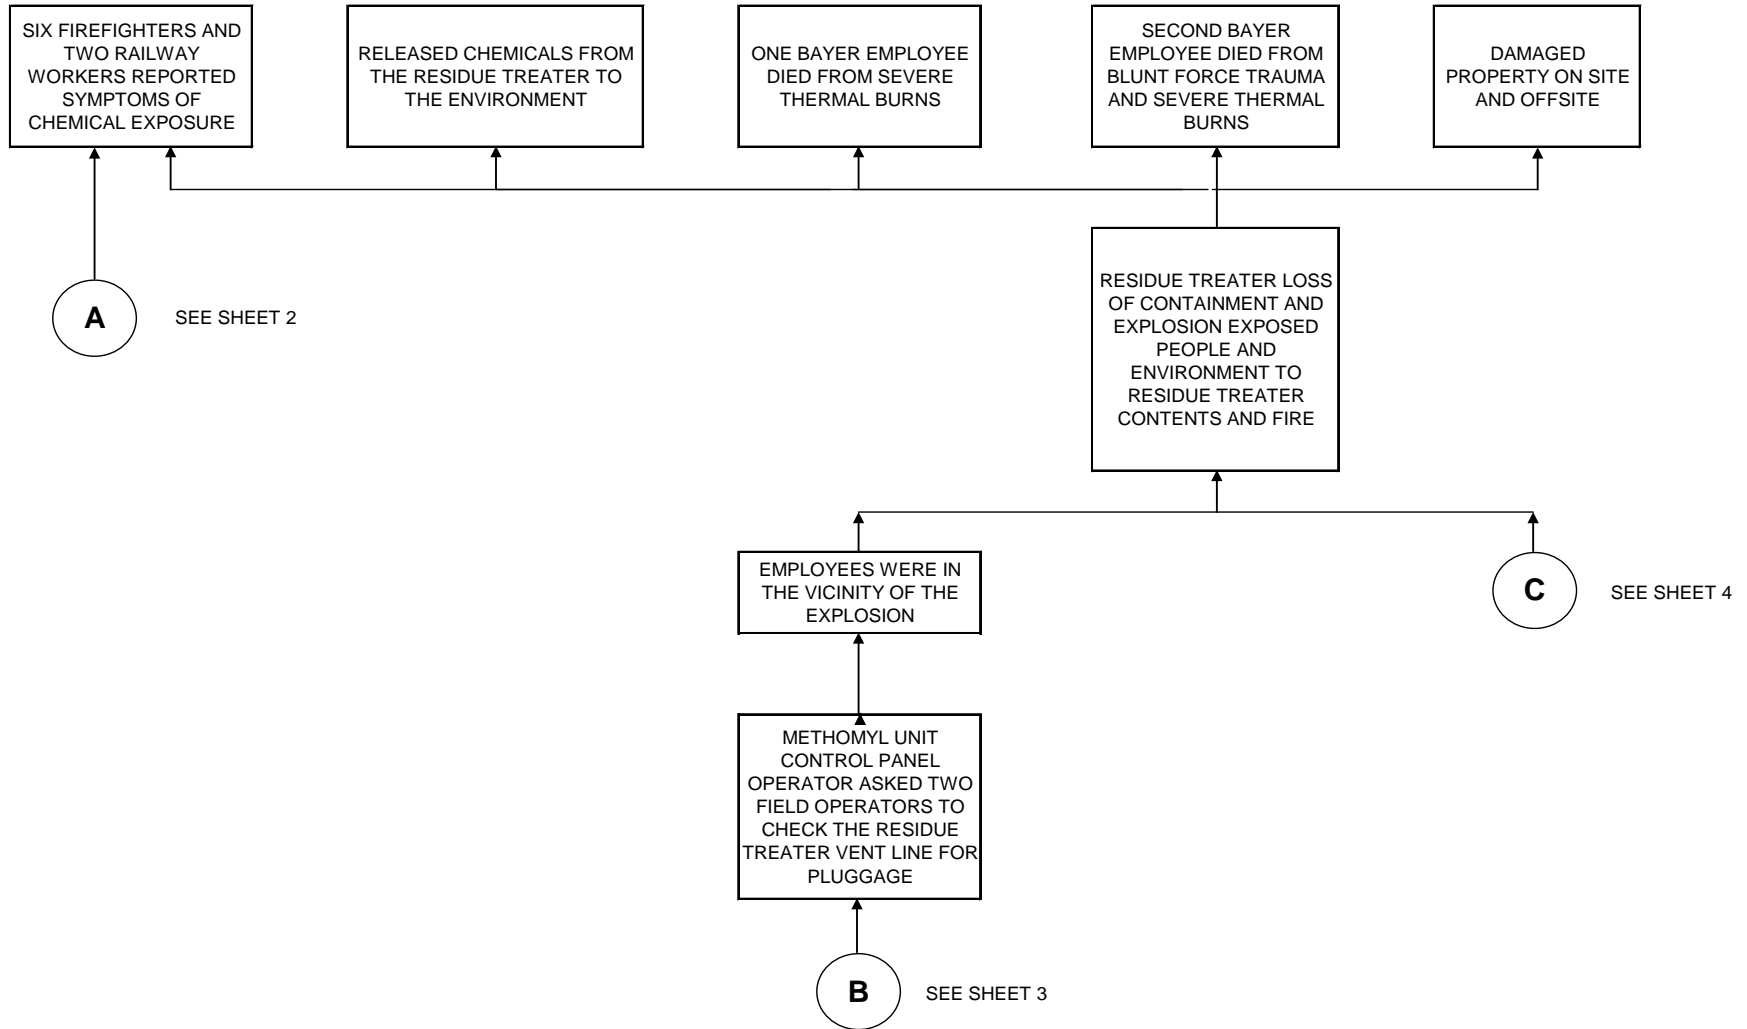 SIX FIREFIGHTERS AND
TWO RAILWAY
WORKERS REPORTED
SYMPTOMS OF
CHEMICAL EXPOSURE
RELEASED CHEMICALS FROM
THE RESIDUE TREATER TO
THE ENVIRONMENT
ONE BAYER EMPLOYEE
DIED FROM SEVERE
THERMAL BURNS
SECOND BAYER
EMPLOYEE DIED FROM
BLUNT FORCE TRAUMA
AND SEVERE THERMAL
BURNS
DAMAGED
PROPERTY ON SITE
AND OFFSITE
A
SEE SHEET 2
RESIDUE TREATER LOSS
OF CONTAINMENT AND
EXPLOSION EXPOSED
PEOPLE AND
ENVIRONMENT TO
RESIDUE TREATER
CONTENTS AND FIRE
EMPLOYEES WERE IN
THE VICINITY OF THE
EXPLOSION
C
SEE SHEET 4
METHOMYL UNIT
CONTROL PANEL
OPERATOR ASKED TWO
FIELD OPERATORS TO
CHECK THE RESIDUE
TREATER VENT LINE FOR
PLUGGAGE
B
SEE SHEET 3